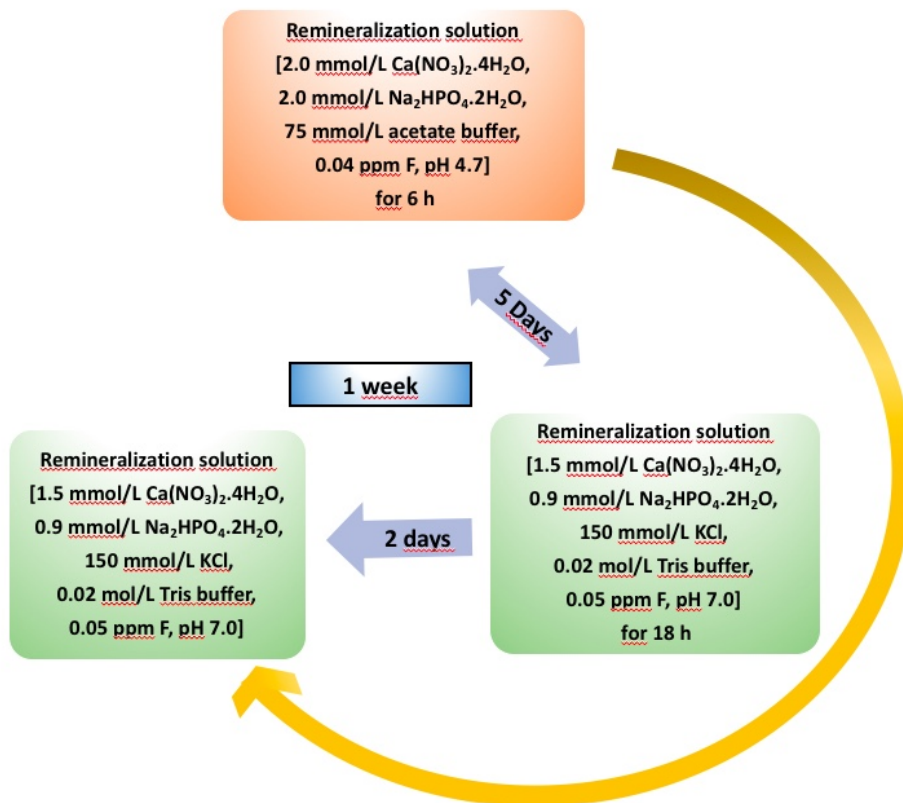 Remineralization solution
[2.0 mmol/L Ca(NO₃)₂.4H₂O,
2.0 mmol/L Na₂HPO₄.2H₂O,
75 mmol/L acetate buffer,
0.04 ppm F, pH 4.7]
for 6 h
5 Days
1 week
Remineralization solution
[1.5 mmol/L Ca(NO₃)₂.4H₂O,
0.9 mmol/L Na₂HPO₄.2H₂O,
150 mmol/L KCl,
0.02 mol/L Tris buffer,
0.05 ppm F, pH 7.0]
2 days
Remineralization solution
[1.5 mmol/L Ca(NO₃)₂.4H₂O,
0.9 mmol/L Na₂HPO₄.2H₂O,
150 mmol/L KCl,
0.02 mol/L Tris buffer,
0.05 ppm F, pH 7.0]
for 18 h